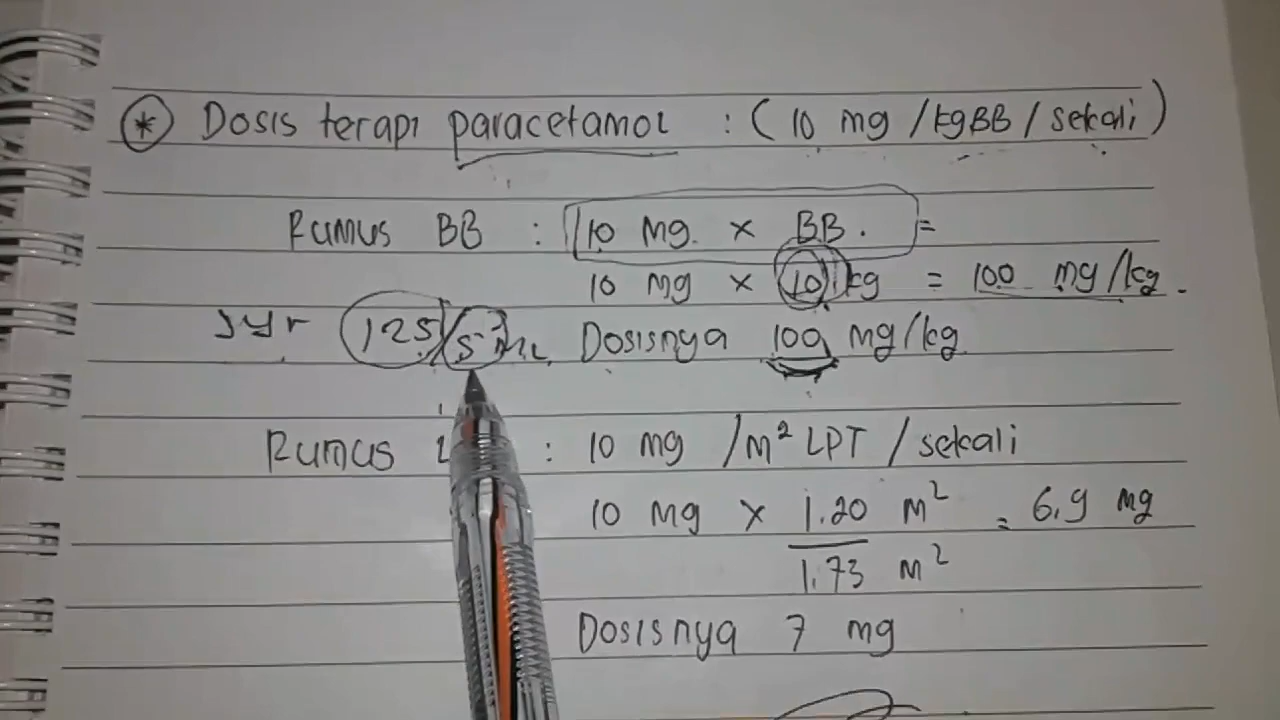 * Dosis terapi paracetamol : ( 10 mg /kgBB / sekali )
Rumus BB : 10 mg. x BB. =
10 mg x 10 kg = 100 mg/kg.
syr 125/5 mL Dosisnya 100 mg/kg.
Rumus : 10 mg /m² LPT / sekali
10 mg x 1.20 m² = 6,9 mg
1.73 m²
Dosisnya 7 mg